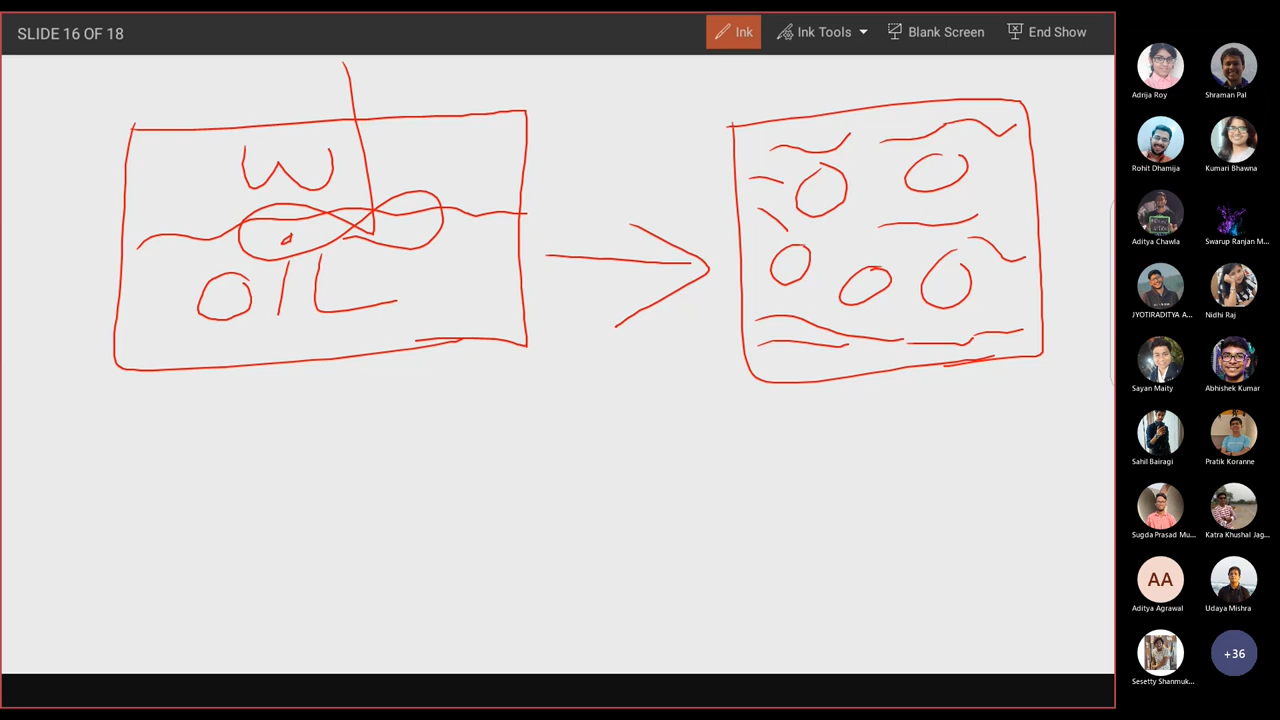 SLIDE 16 OF 18
Ink
Ink Tools
Blank Screen
End Show
W
OIL
Adrija Roy
Shraman Pal
Rohit Dhamija
Kumari Bhawna
Aditya Chawla
Swarup Ranjan M...
JYOTIRADITYA A...
Nidhi Raj
Sayan Maity
Abhishek Kumar
Sahil Bairagi
Pratik Koranne
Sugda Prasad Mu...
Katra Khushal Jag...
AA
Aditya Agrawal
Udaya Mishra
Sesetty Shanmuk...
+36